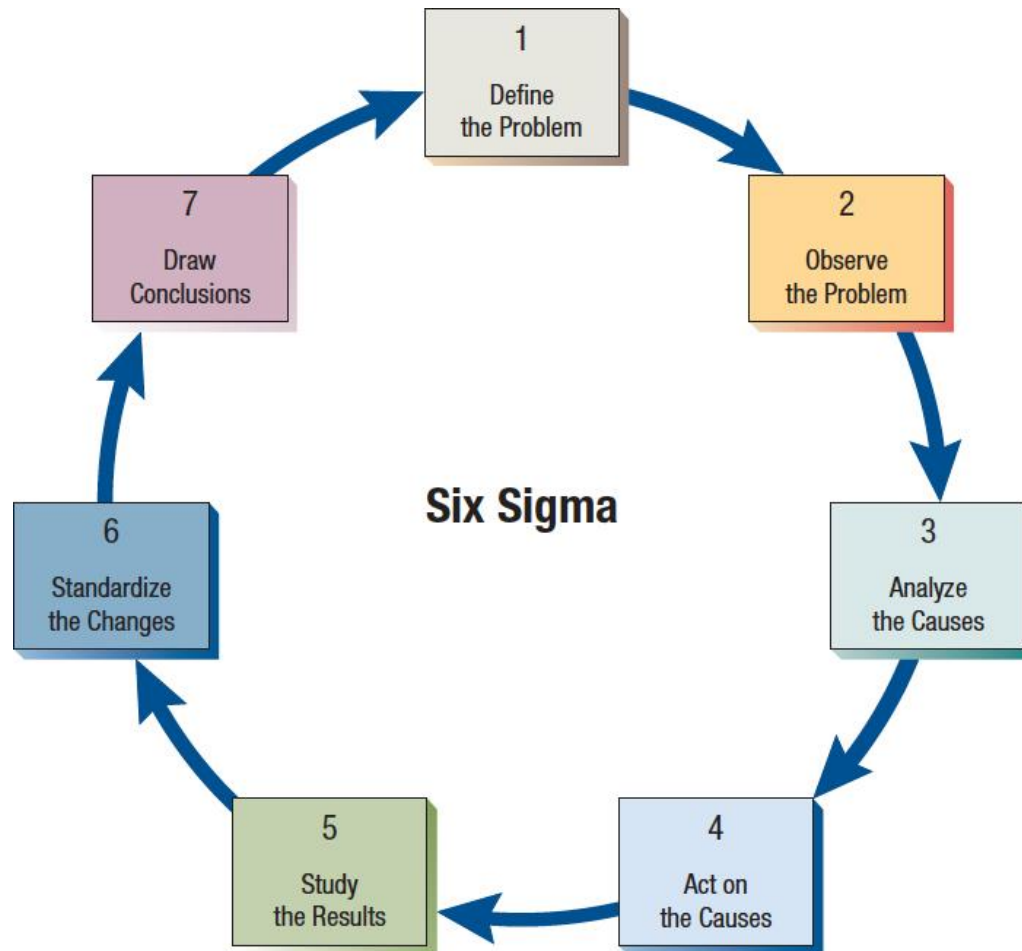 1
Define
the Problem
2
Observe
the Problem
3
Analyze
the Causes
4
Act on
the Causes
5
Study
the Results
6
Standardize
the Changes
7
Draw
Conclusions
Six Sigma